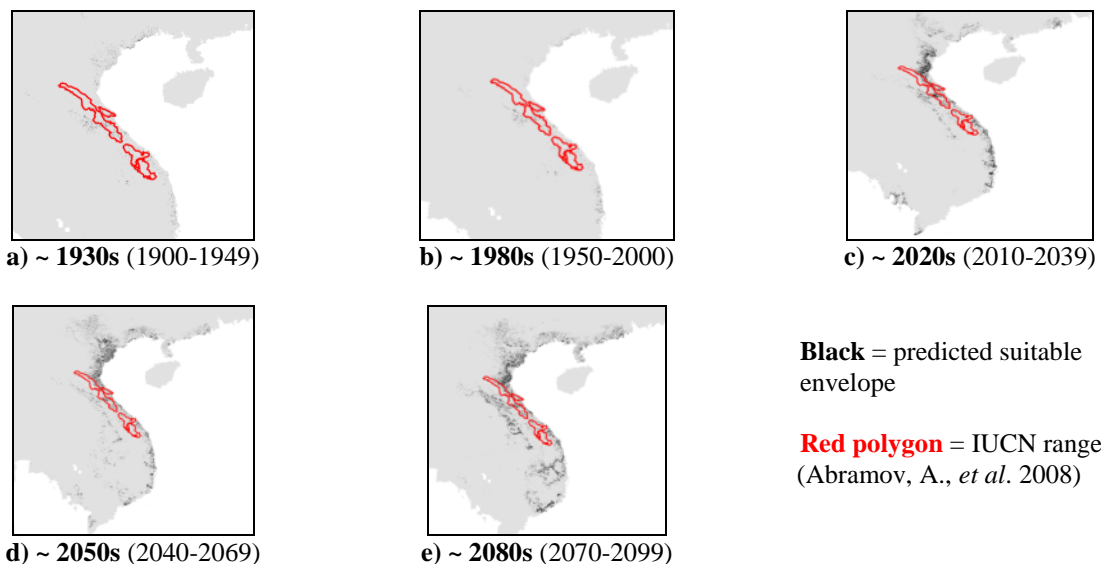 a) ~ 1930s (1900-1949)
b) ~ 1980s (1950-2000)
c) ~ 2020s (2010-2039)
d) ~ 2050s (2040-2069)
e) ~ 2080s (2070-2099)
Black = predicted suitable
envelope
Red polygon = IUCN range
(Abramov, A., et al. 2008)